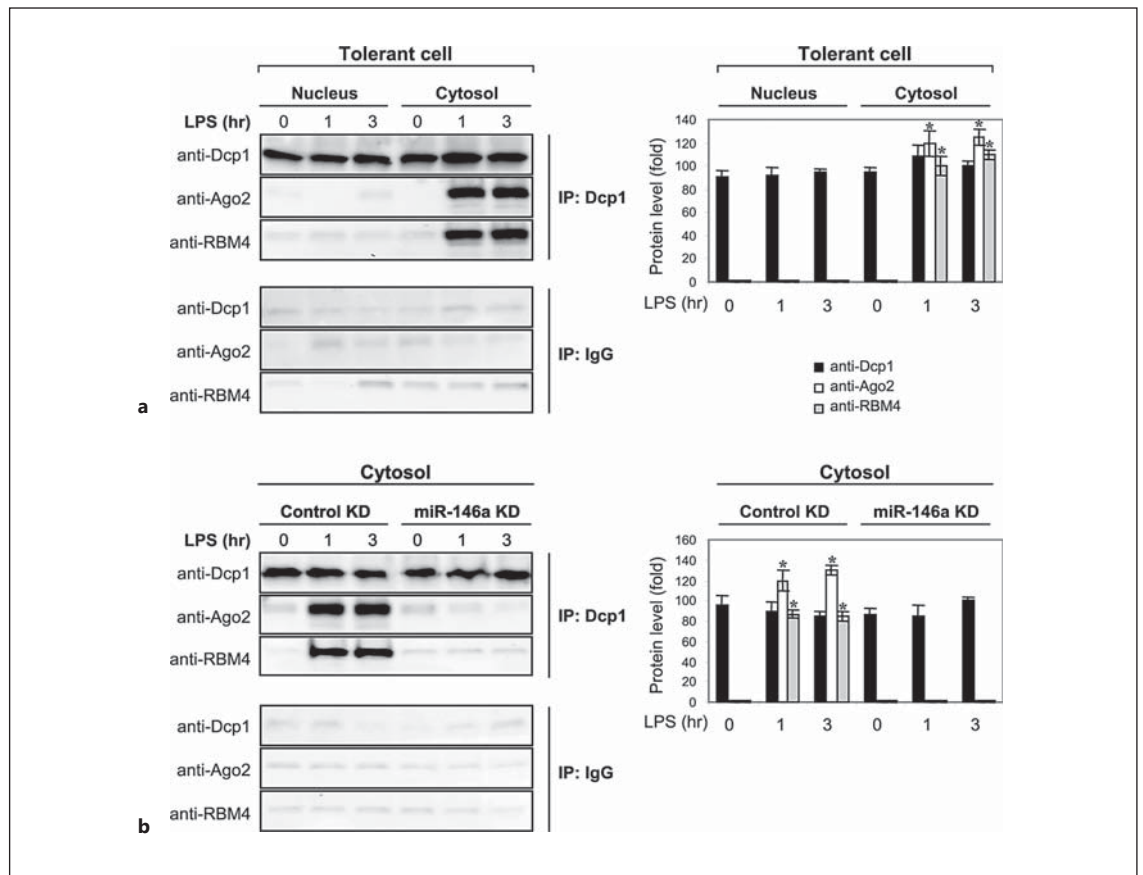 Tolerant cell
Nucleus Cytosol
LPS (hr) 0 1 3 0 1 3
anti-Dcp1
anti-Ago2
anti-RBM4
IP: Dcp1
anti-Dcp1
anti-Ago2
anti-RBM4
IP: IgG
a
Tolerant cell
Nucleus Cytosol
Protein level (fold)
140
120
100
80
60
40
20
0
* * * *
LPS (hr) 0 1 3 0 1 3
anti-Dcp1
anti-Ago2
anti-RBM4
Cytosol
Control KD miR-146a KD
LPS (hr) 0 1 3 0 1 3
anti-Dcp1
anti-Ago2
anti-RBM4
IP: Dcp1
anti-Dcp1
anti-Ago2
anti-RBM4
IP: IgG
b
Cytosol
Control KD miR-146a KD
Protein level (fold)
160
140
120
100
80
60
40
20
0
* * * *
LPS (hr) 0 1 3 0 1 3